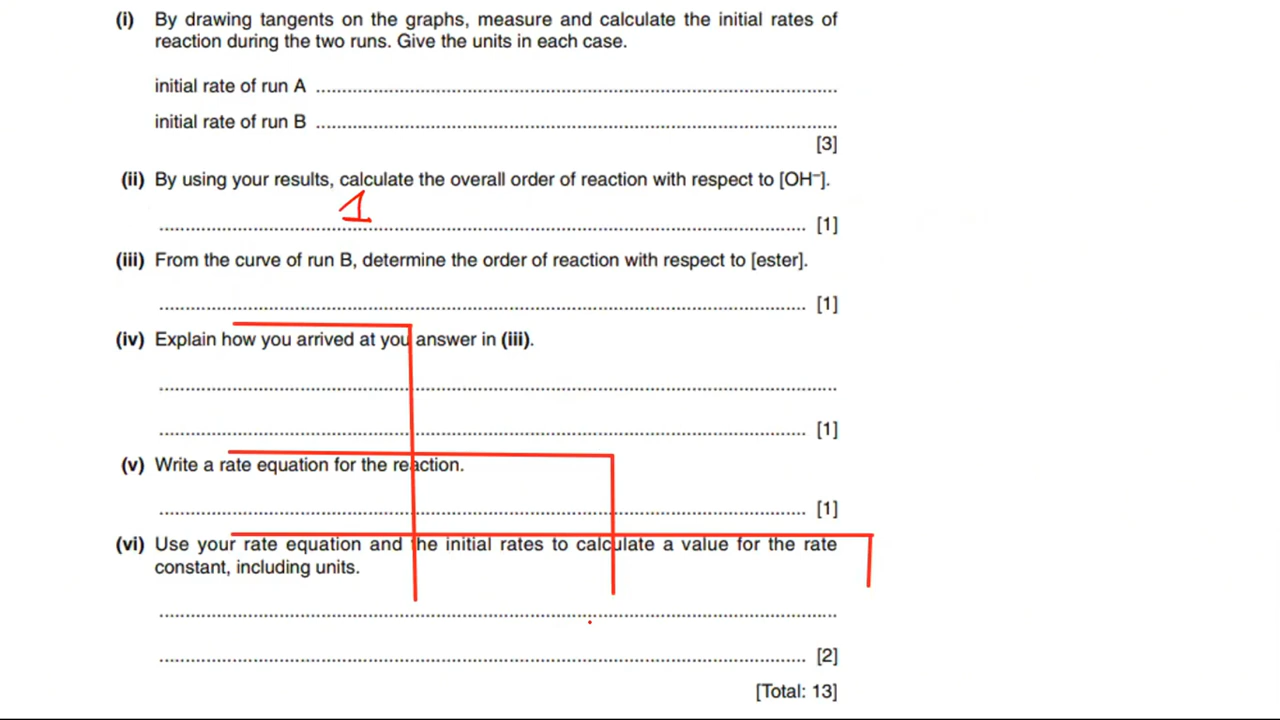 (i) By drawing tangents on the graphs, measure and calculate the initial rates of
reaction during the two runs. Give the units in each case.
initial rate of run A ....................................................................................................
initial rate of run B ....................................................................................................
[3]
(ii) By using your results, calculate the overall order of reaction with respect to [OH⁻].
1
............................................................................................................................ [1]
(iii) From the curve of run B, determine the order of reaction with respect to [ester].
............................................................................................................................ [1]
(iv) Explain how you arrived at you answer in (iii).
..................................................................................................................................
............................................................................................................................ [1]
(v) Write a rate equation for the reaction.
............................................................................................................................ [1]
(vi) Use your rate equation and the initial rates to calculate a value for the rate
constant, including units.
..................................................................................................................................
............................................................................................................................ [2]
[Total: 13]